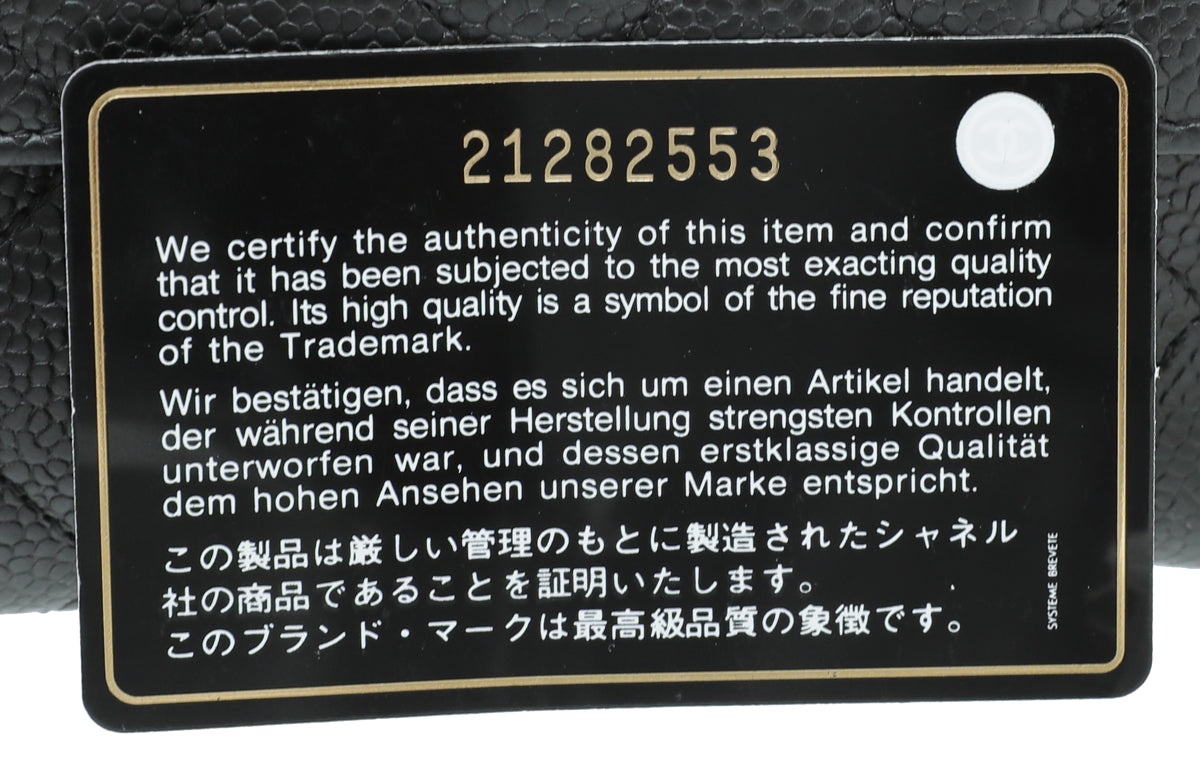 21282553
We certify the authenticity of this item and confirm
that it has been subjected to the most exacting quality
control. Its high quality is a symbol of the fine reputation
of the Trademark.
Wir bestätigen, dass es sich um einen Artikel handelt,
der während seiner Herstellung strengsten Kontrollen
unterworfen war, und dessen erstklassige Qualität
dem hohen Ansehen unserer Marke entspricht.
この製品は厳しい管理のもとに製造されたシャネル
社の商品であることを証明いたします。
このブランド・マークは最高級品質の象徴です。
SYSTEME BREVETE